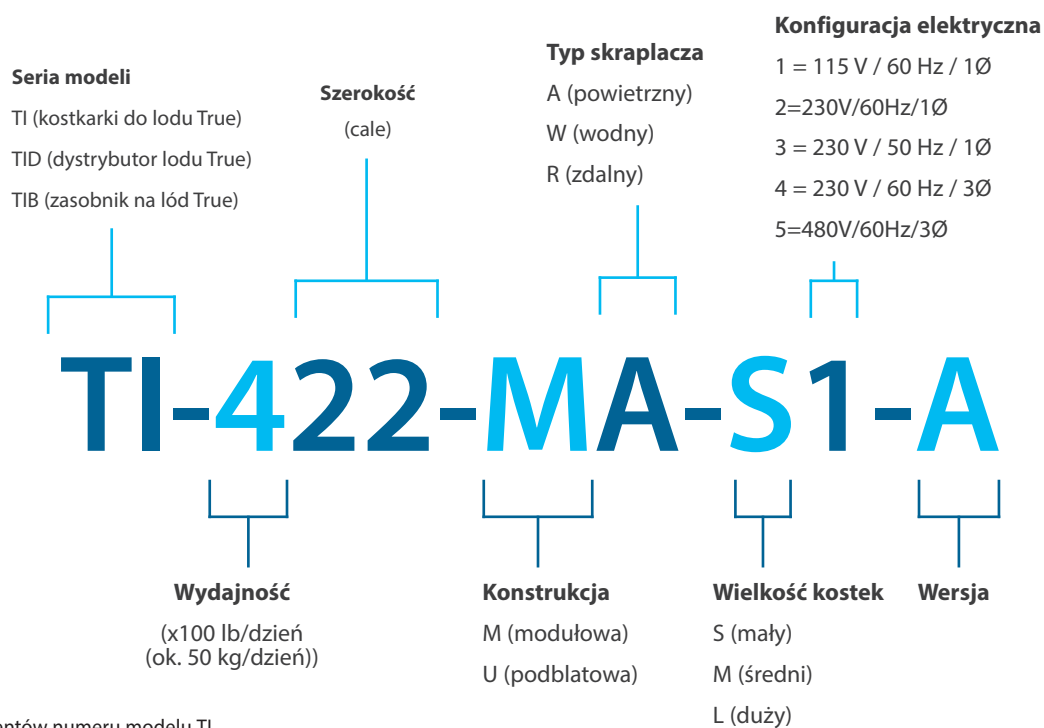 Seria modeli
TI (kostkarki do lodu True)
TID (dystrybutor lodu True)
TIB (zasobnik na lód True)
Szerokość
(cale)
Typ skraplacza
A (powietrzny)
W (wodny)
R (zdalny)
Konfiguracja elektryczna
1 = 115 V / 60 Hz / 1Ø
2=230V/60Hz/1Ø
3 = 230 V / 50 Hz / 1Ø
4 = 230 V / 60 Hz / 3Ø
5=480V/60Hz/3Ø
TI-422-MA-S1-A
Wydajność
(x100 lb/dzień
(ok. 50 kg/dzień))
Konstrukcja
M (modułowa)
U (podblatowa)
Wielkość kostek
S (mały)
M (średni)
L (duży)
Wersja
numeru modelu TI